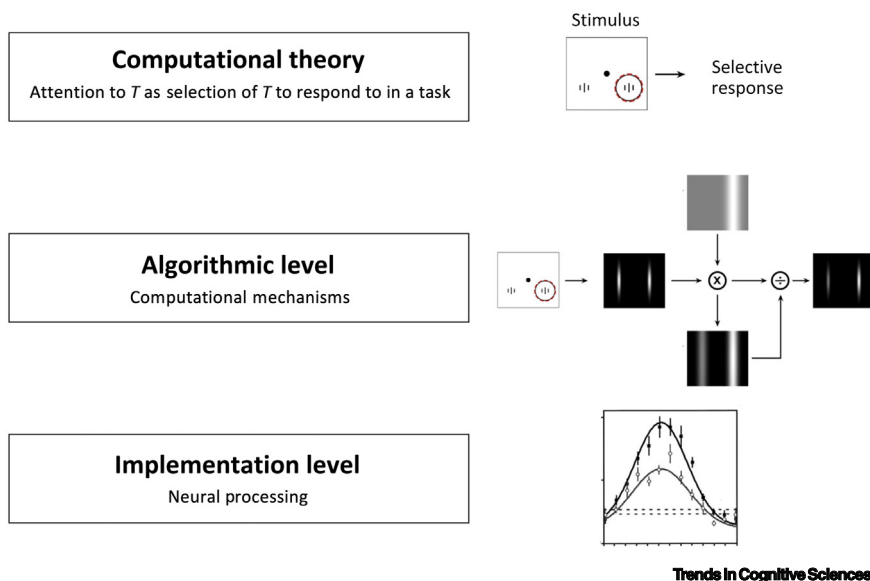 Stimulus
Computational theory
Attention to T as selection of T to respond to in a task
Selective
response
Algorithmic level
Computational mechanisms
X
÷
Implementation level
Neural processing
Trends in Cognitive Sciences